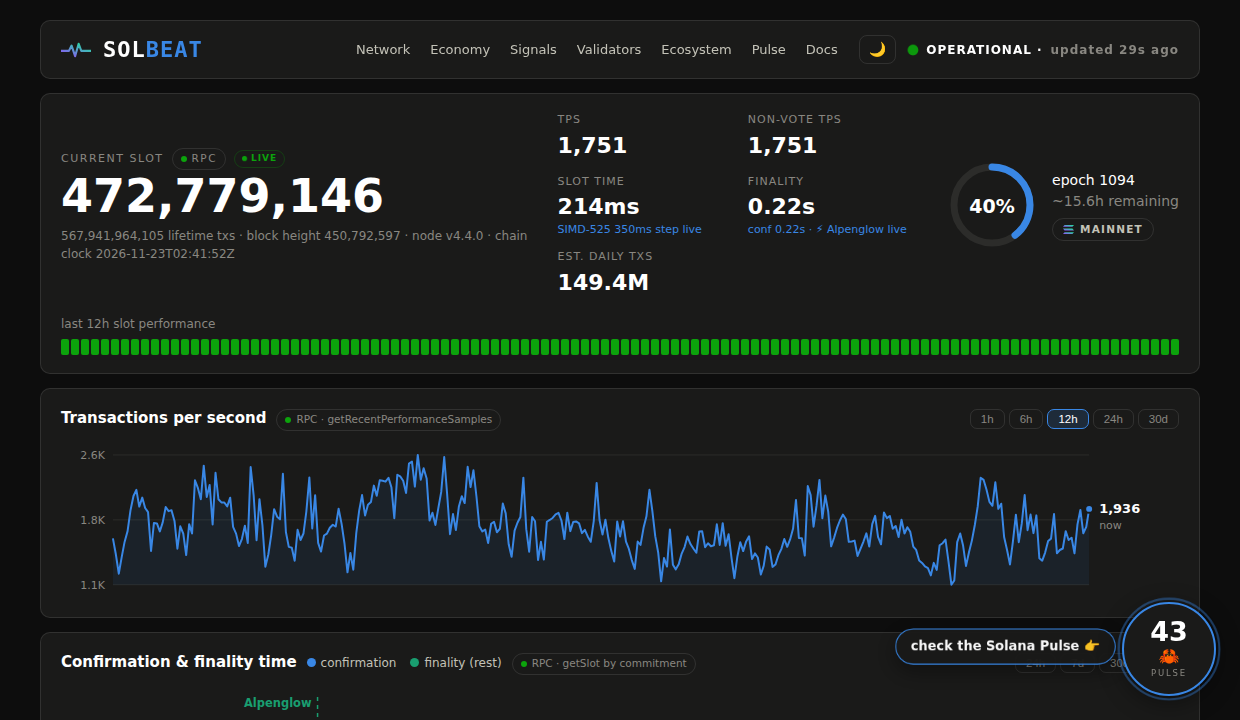 SOLBEAT
Network Economy Signals Validators Ecosystem Pulse Docs 🌙 OPERATIONAL · updated 29s ago
CURRENT SLOT RPC LIVE
472,779,146
567,941,964,105 lifetime txs · block height 450,792,597 · node v4.4.0 · chain
clock 2026-11-23T02:41:52Z
TPS
1,751
NON-VOTE TPS
1,751
SLOT TIME
214ms
SIMD-525 350ms step live
FINALITY
0.22s
conf 0.22s · ⚡ Alpenglow live
EST. DAILY TXS
149.4M
40%
epoch 1094
~15.6h remaining
MAINNET
last 12h slot performance
Transactions per second RPC · getRecentPerformanceSamples
1h 6h 12h 24h 30d
2.6K
1.8K
1.1K
1,936
now
Confirmation & finality time confirmation finality (rest) RPC · getSlot by commitment
Alpenglow
check the Solana Pulse 👉
43
🦀
PULSE